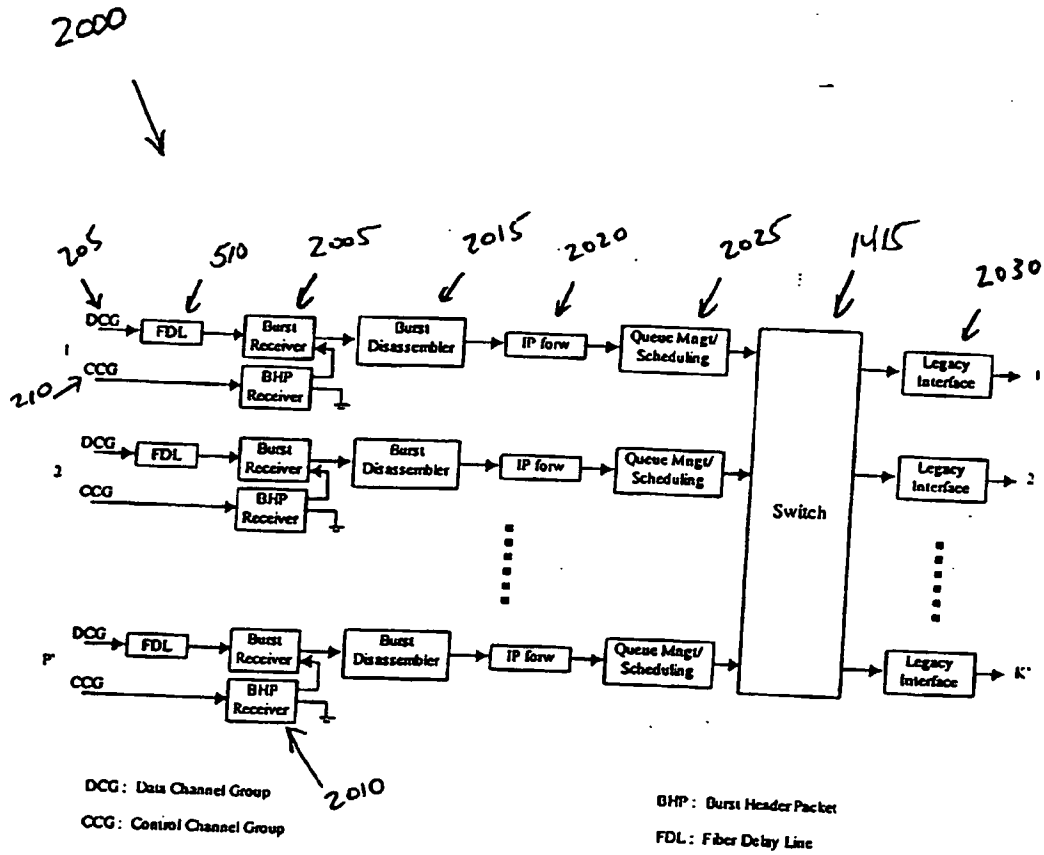 2000
205
510
2005
2015
2020
2025
1415
2030
DCG
FDL
Burst Receiver
Burst Disassembler
IP forw
Queue Mngt/ Scheduling
Legacy Interface
1
1
CCG
BHP Receiver
210
DCG
FDL
Burst Receiver
Burst Disassembler
IP forw
Queue Mngt/ Scheduling
Legacy Interface
2
2
CCG
BHP Receiver
Switch
DCG
FDL
Burst Receiver
Burst Disassembler
IP forw
Queue Mngt/ Scheduling
Legacy Interface
K'
P'
CCG
BHP Receiver
2010
DCG : Data Channel Group
BHP : Burst Header Packet
CCG : Control Channel Group
FDL : Fiber Delay Line